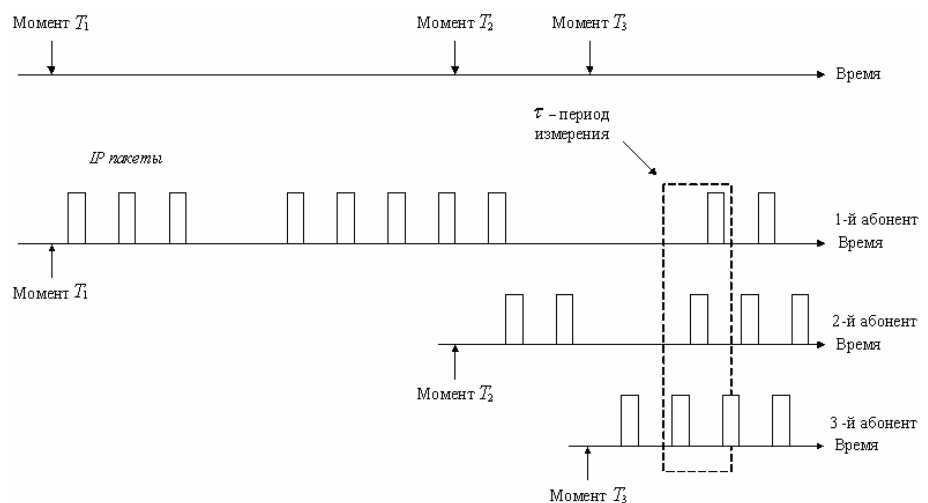 Момент T₁
Момент T₂
Момент T₃
Время
τ – период
измерения
IP пакеты
1-й абонент
Время
Момент T₁
2-й абонент
Время
Момент T₂
3 -й абонент
Время
Момент T₃